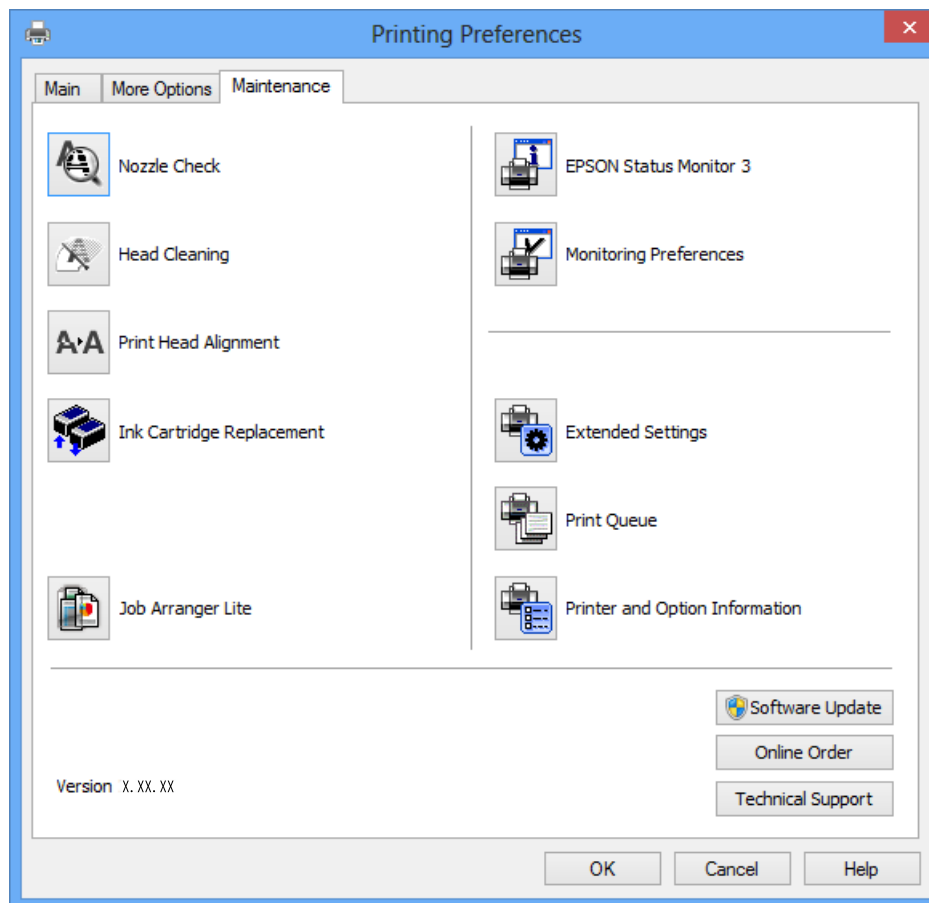 Printing Preferences
Main
More Options
Maintenance
Nozzle Check
Head Cleaning
Print Head Alignment
Ink Cartridge Replacement
Job Arranger Lite
EPSON Status Monitor 3
Monitoring Preferences
Extended Settings
Print Queue
Printer and Option Information
Software Update
Online Order
Technical Support
Version X.XX.XX
OK
Cancel
Help